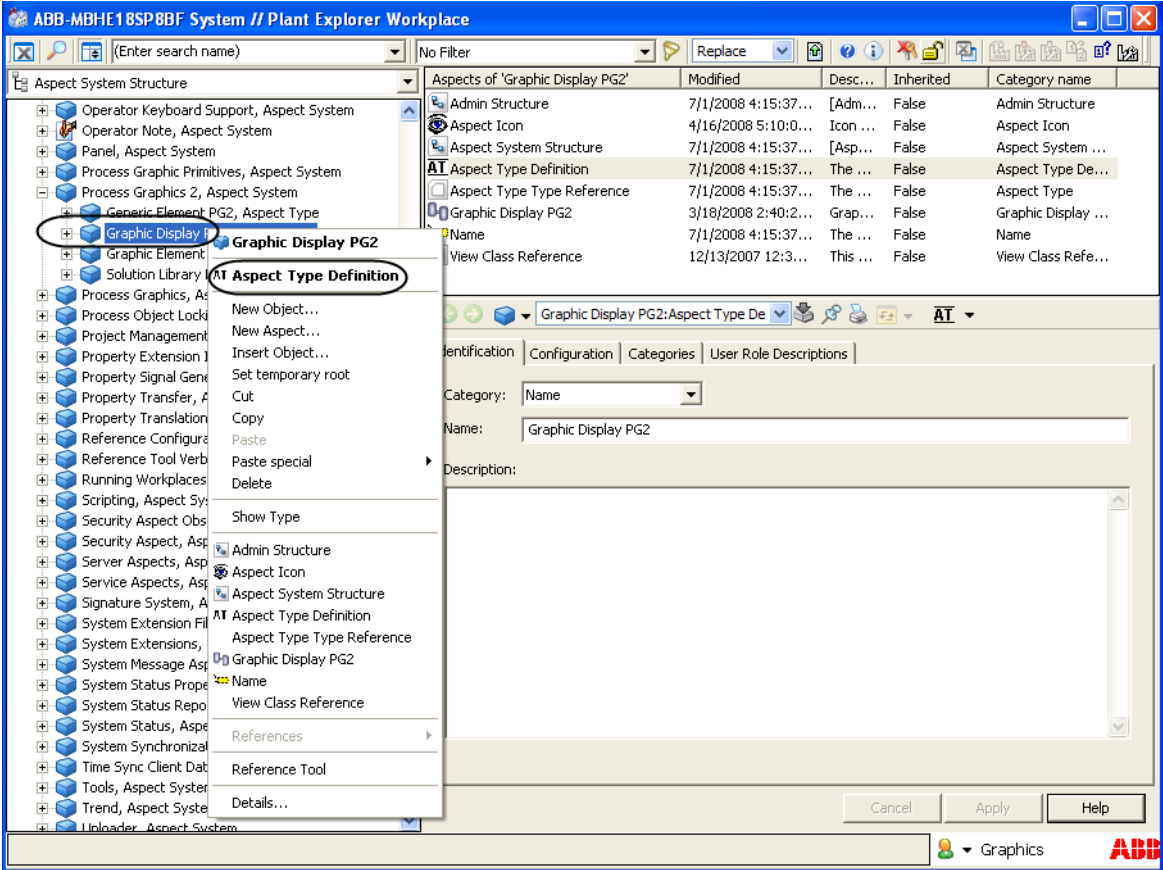 ABB-MBHE18SP8BF System // Plant Explorer Workplace
(Enter search name)
No Filter
Replace
Aspect System Structure
Operator Keyboard Support, Aspect System
Operator Note, Aspect System
Panel, Aspect System
Process Graphic Primitives, Aspect System
Process Graphics 2, Aspect System
Generic Element PG2, Aspect Type
Graphic Display
Graphic Element
Solution Library
Process Graphics, As
Process Object Locki
Project Management
Property Extension
Property Signal Gene
Property Transfer, A
Property Translation
Reference Configura
Reference Tool Verb
Running Workplaces
Scripting, Aspect Sys
Security Aspect Obs
Security Aspect, Asp
Server Aspects, Asp
Service Aspects, Asp
Signature System, A
System Extension Fil
System Extensions,
System Message Asp
System Status Prope
System Status Repo
System Status, Aspe
System Synchronizat
Time Sync Client Dat
Tools, Aspect System
Trend, Aspect Syste
Uploader, Aspect System
Graphic Display PG2
AT Aspect Type Definition
New Object...
New Aspect...
Insert Object...
Set temporary root
Cut
Copy
Paste
Paste special
Delete
Show Type
Admin Structure
Aspect Icon
Aspect System Structure
AT Aspect Type Definition
Aspect Type Type Reference
Graphic Display PG2
Name
View Class Reference
References
Reference Tool
Details...
Aspects of 'Graphic Display PG2' Modified Desc... Inherited Category name
Admin Structure 7/1/2008 4:15:37... [Adm... False Admin Structure
Aspect Icon 4/16/2008 5:10:0... Icon ... False Aspect Icon
Aspect System Structure 7/1/2008 4:15:37... [Asp... False Aspect System ...
AT Aspect Type Definition 7/1/2008 4:15:37... The ... False Aspect Type De...
Aspect Type Type Reference 7/1/2008 4:15:37... The ... False Aspect Type
Graphic Display PG2 3/18/2008 2:40:2... Grap... False Graphic Display ...
Name 7/1/2008 4:15:37... The ... False Name
View Class Reference 12/13/2007 12:3... This ... False View Class Refe...
Graphic Display PG2:Aspect Type De
AT
entification Configuration Categories User Role Descriptions
Category: Name
Name: Graphic Display PG2
Description:
Cancel Apply Help
Graphics
ABB